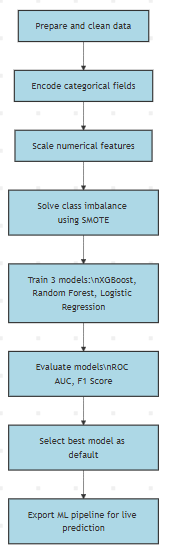 Prepare and clean data
Encode categorical fields
Scale numerical features
Solve class imbalance
using SMOTE
Train 3 models:\nXGBoost,
Random Forest, Logistic
Regression
Evaluate models\nROC
AUC, F1 Score
Select best model as
default
Export ML pipeline for live
prediction